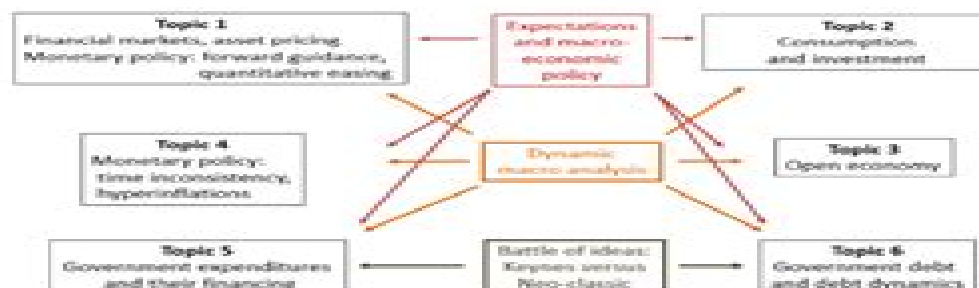 Topic 1
Financial markets, asset pricing
Monetary policy: forward guidance,
quantitative easing
Expectations
and macro-
economic
policy
Topic 2
Consumption
and investment
Topic 4
Monetary policy:
time inconsistency,
hyperinflations
Dynamic
macro analysis
Topic 3
Open economy
Topic 5
Government expenditures
and their financing
Battle of ideas:
Keynes versus
Neo-classic
Topic 6
Government debt
and debt dynamics